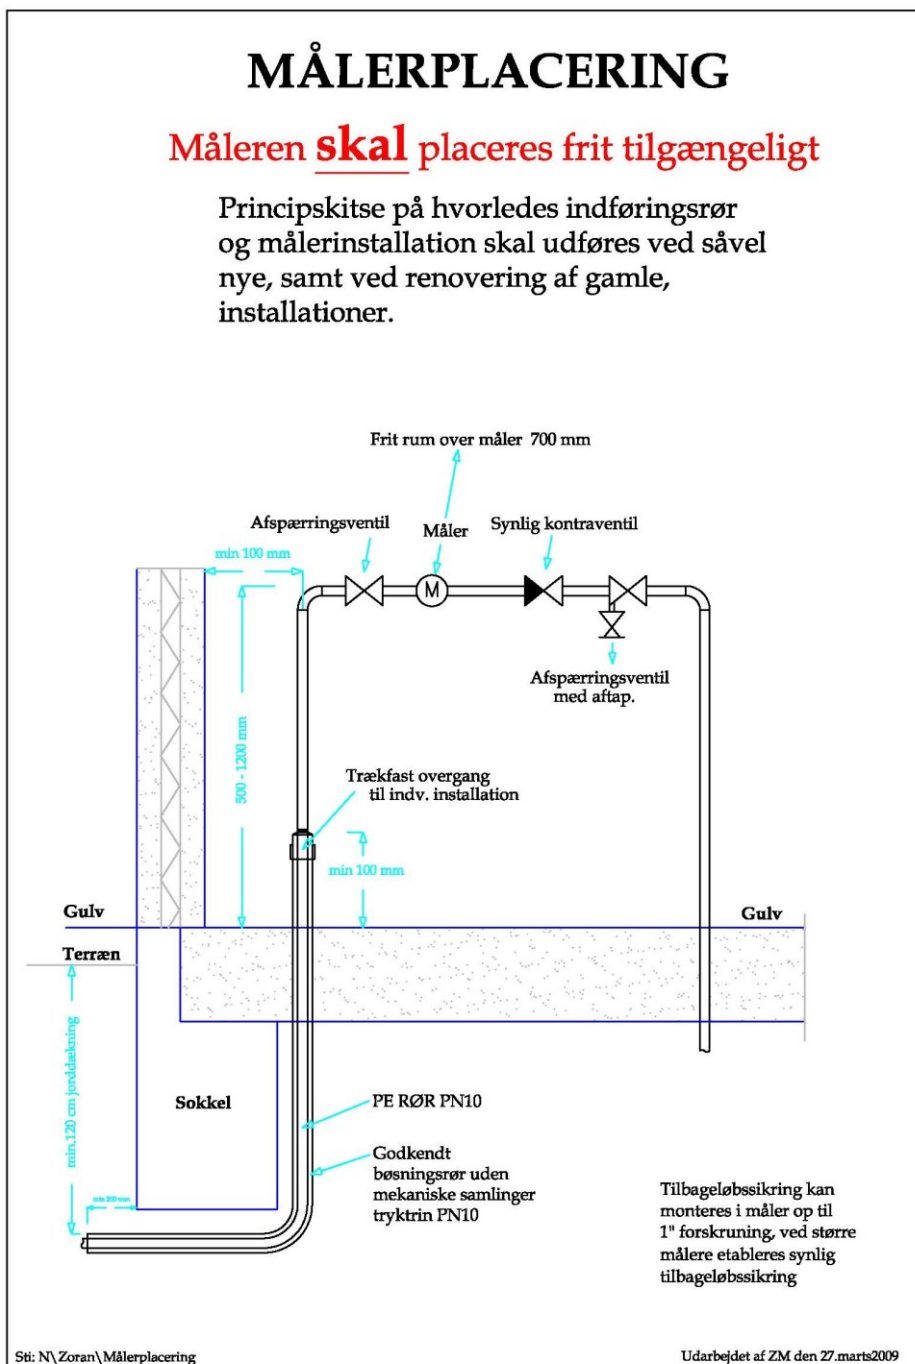 MÅLERPLACERING
Måleren skal placeres frit tilgængeligt
Principskitse på hvorledes indføringsrør
og målerinstallation skal udføres ved såvel
nye, samt ved renovering af gamle,
installationer.
Frit rum over måler 700 mm
Afspærringsventil
Måler
Synlig kontraventil
min 100 mm
M
Afspærringsventil
med aftap.
500 - 1200 mm
Trækfast overgang
til indv. installation
min 100 mm
Gulv
Gulv
Terræn
min.120 cm jorddækning
Sokkel
PE RØR PN10
Godkendt
bøsningsrør uden
mekaniske samlinger
tryktrin PN10
min 200 mm
Tilbageløbssikring kan
monteres i måler op til
1" forskruning, ved større
målere etableres synlig
tilbageløbssikring
Sti: N\Zoran\Målerplacering
Udarbejdet af ZM den 27.marts2009